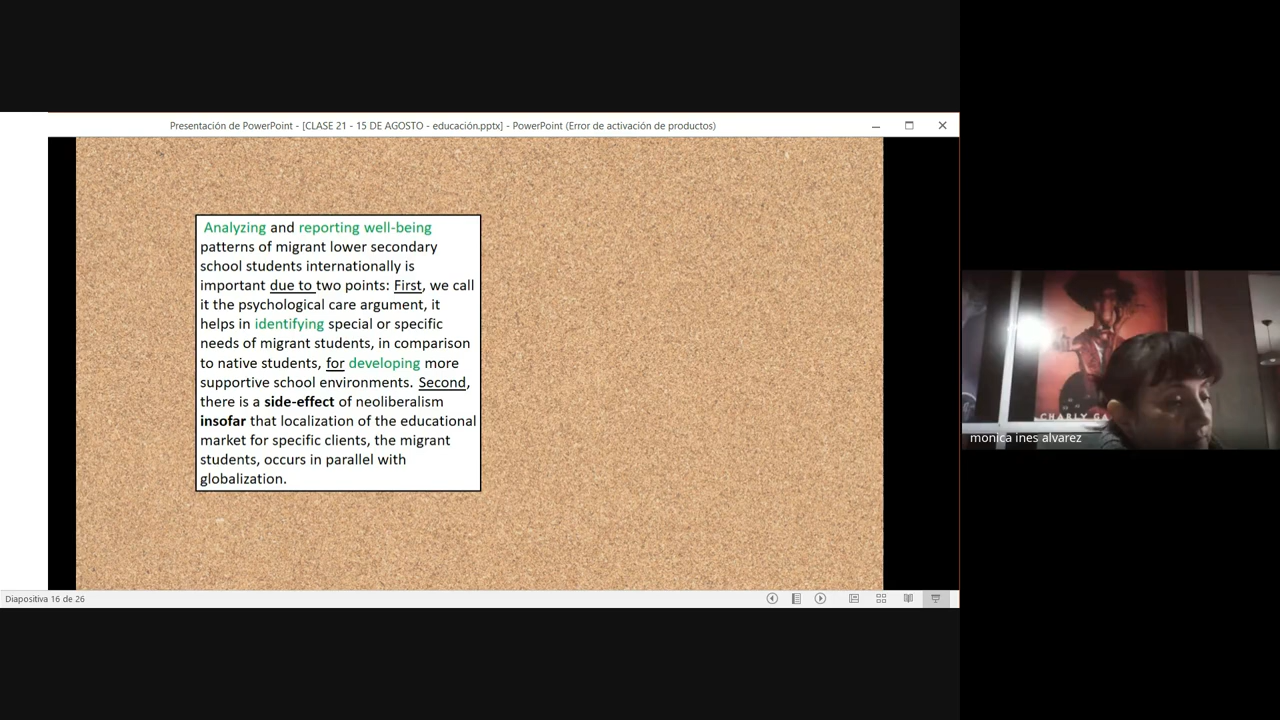 Presentación de PowerPoint - [CLASE 21 - 15 DE AGOSTO - educación.pptx] - PowerPoint (Error de activación de productos)
Analyzing and reporting well-being
patterns of migrant lower secondary
school students internationally is
important due to two points: First, we call
it the psychological care argument, it
helps in identifying special or specific
needs of migrant students, in comparison
to native students, for developing more
supportive school environments. Second,
there is a side-effect of neoliberalism
insofar that localization of the educational
market for specific clients, the migrant
students, occurs in parallel with
globalization.
CHARLY GA
monica ines alvarez
Diapositiva 16 de 26